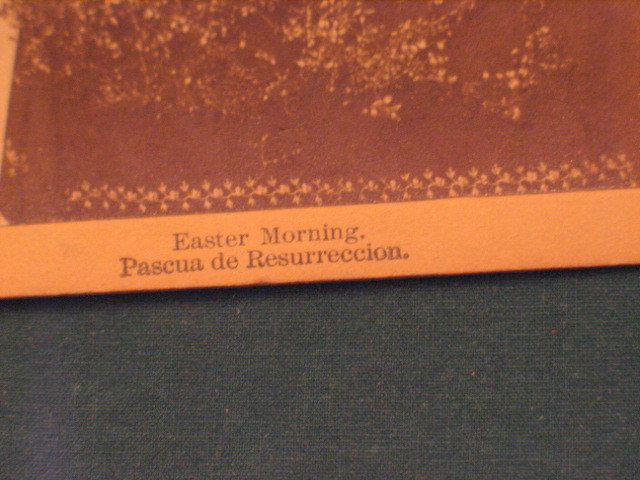 Easter Morning.
Pascua de Resurreccion.